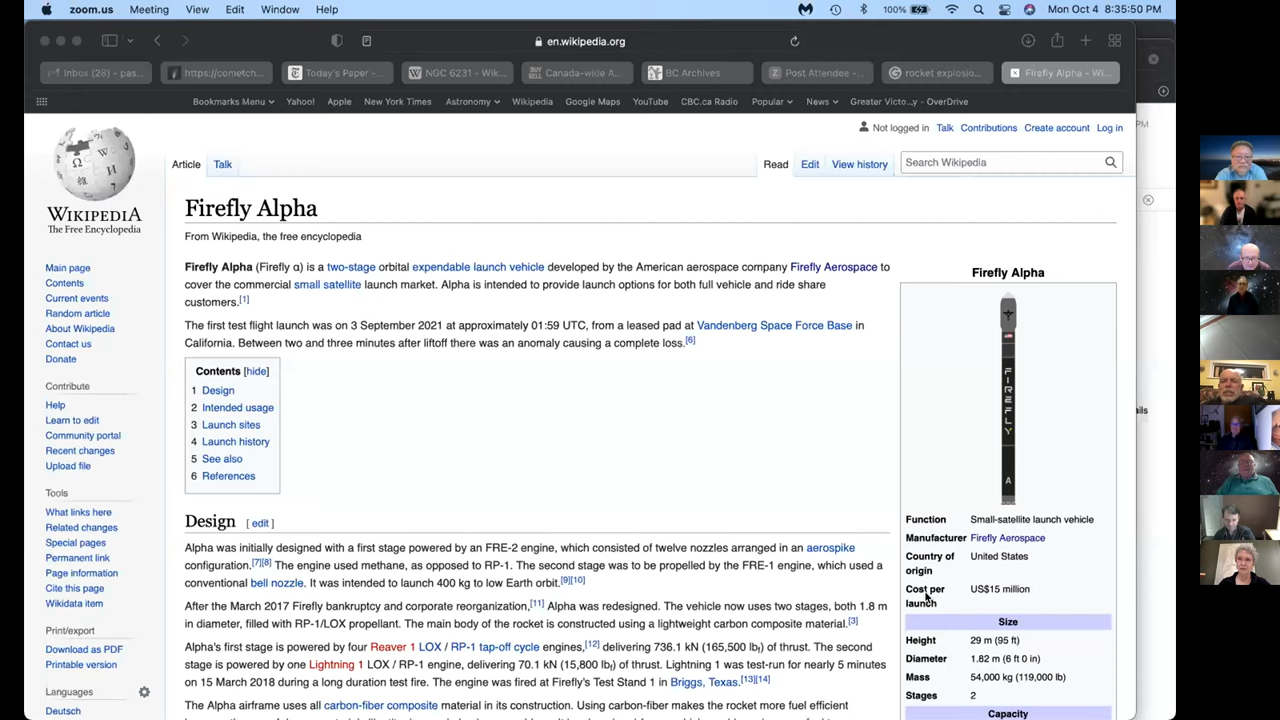 zoom.us Meeting View Edit Window Help 100% Mon Oct 4 8:35:50 PM
en.wikipedia.org
Inbox (28) - pas... https://cometch... Today's Paper -... NGC 6231 - Wik... BUY SELL Canada-wide A... BC Archives Post Attendee -... rocket explosio... Firefly Alpha - Wi...
Bookmarks Menu Yahoo! Apple New York Times Astronomy Wikipedia Google Maps YouTube CBC.ca Radio Popular News Greater Victo...y - OverDrive
PM
Not logged in Talk Contributions Create account Log in
Article Talk Read Edit View history Search Wikipedia
WIKIPEDIA
The Free Encyclopedia
Main page
Contents
Current events
Random article
About Wikipedia
Contact us
Donate
Contribute
Help
Learn to edit
Community portal
Recent changes
Upload file
Tools
What links here
Related changes
Special pages
Permanent link
Page information
Cite this page
Wikidata item
Print/export
Download as PDF
Printable version
Languages
Deutsch
Firefly Alpha
From Wikipedia, the free encyclopedia
Firefly Alpha (Firefly α) is a two-stage orbital expendable launch vehicle developed by the American aerospace company Firefly Aerospace to
cover the commercial small satellite launch market. Alpha is intended to provide launch options for both full vehicle and ride share
customers.[1]
The first test flight launch was on 3 September 2021 at approximately 01:59 UTC, from a leased pad at Vandenberg Space Force Base in
California. Between two and three minutes after liftoff there was an anomaly causing a complete loss.[6]
Contents [hide]
1 Design
2 Intended usage
3 Launch sites
4 Launch history
5 See also
6 References
Design [ edit ]
Alpha was initially designed with a first stage powered by an FRE-2 engine, which consisted of twelve nozzles arranged in an aerospike
configuration.[7][8] The engine used methane, as opposed to RP-1. The second stage was to be propelled by the FRE-1 engine, which used a
conventional bell nozzle. It was intended to launch 400 kg to low Earth orbit.[9][10]
After the March 2017 Firefly bankruptcy and corporate reorganization,[11] Alpha was redesigned. The vehicle now uses two stages, both 1.8 m
in diameter, filled with RP-1/LOX propellant. The main body of the rocket is constructed using a lightweight carbon composite material.[3]
Alpha's first stage is powered by four Reaver 1 LOX / RP-1 tap-off cycle engines,[12] delivering 736.1 kN (165,500 lbf) of thrust. The second
stage is powered by one Lightning 1 LOX / RP-1 engine, delivering 70.1 kN (15,800 lbf) of thrust. Lightning 1 was test-run for nearly 5 minutes
on 15 March 2018 during a long duration test fire. The engine was fired at Firefly's Test Stand 1 in Briggs, Texas.[13][14]
The Alpha airframe uses all carbon-fiber composite material in its construction. Using carbon-fiber makes the rocket more fuel efficient
Firefly Alpha
FIREFLY
A
Function Small-satellite launch vehicle
Manufacturer Firefly Aerospace
Country of origin United States
Cost per launch US$15 million
Size
Height 29 m (95 ft)
Diameter 1.82 m (6 ft 0 in)
Mass 54,000 kg (119,000 lb)
Stages 2
Capacity
ails